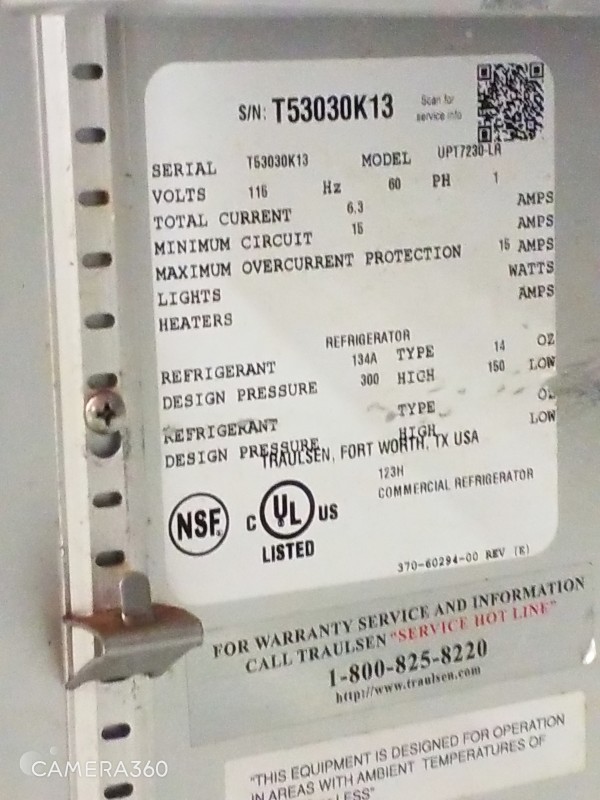 S/N: T53030K13
Scan for
service info
SERIAL T53030K13 MODEL UPT7230-LR
VOLTS 115 Hz 60 PH 1
TOTAL CURRENT 6.3 AMPS
MINIMUM CIRCUIT 15 AMPS
MAXIMUM OVERCURRENT PROTECTION 15 AMPS
LIGHTS WATTS
HEATERS AMPS
REFRIGERATOR
REFRIGERANT 134A TYPE 14 OZ
DESIGN PRESSURE 300 HIGH 150 LOW
REFRIGERANT TYPE OZ
DESIGN PRESSURE HIGH LOW
TRAULSEN, FORT WORTH, TX USA
123H
COMMERCIAL REFRIGERATOR
NSF®
C UL US
LISTED
370-60294-00 REV (E)
FOR WARRANTY SERVICE AND INFORMATION
CALL TRAULSEN "SERVICE HOT LINE"
1-800-825-8220
http://www.traulsen.com
"THIS EQUIPMENT IS DESIGNED FOR OPERATION
IN AREAS WITH AMBIENT TEMPERATURES OF
LESS"
CAMERA360